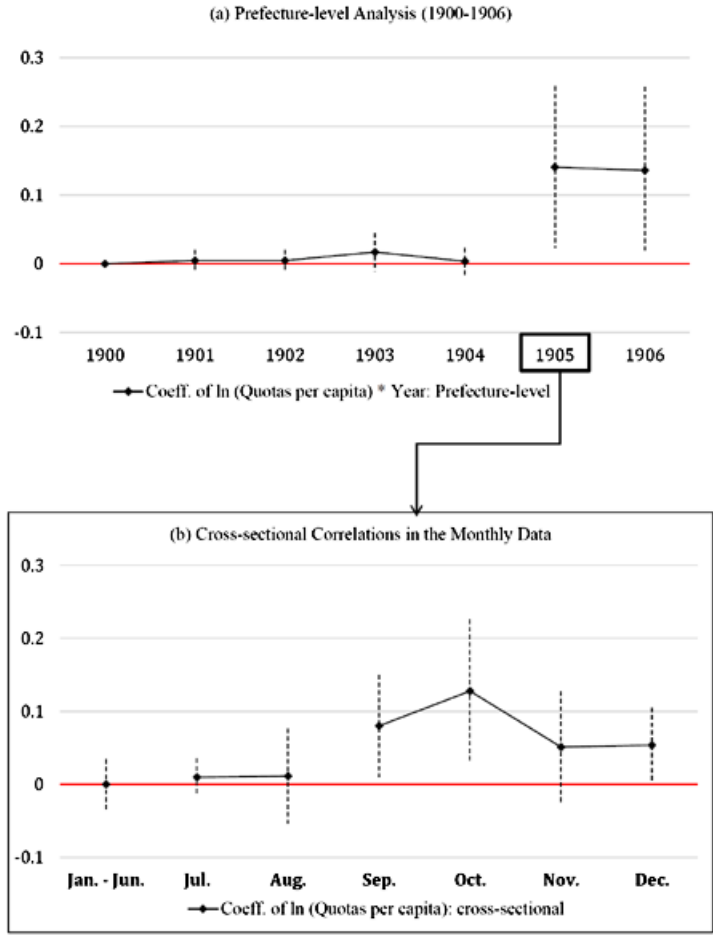 (a) Prefecture-level Analysis (1900-1906)
0.3
0.2
0.1
0
-0.1
1900 1901 1902 1903 1904 1905 1906
Coeff. of ln (Quotas per capita) * Year: Prefecture-level
(b) Cross-sectional Correlations in the Monthly Data
0.3
0.2
0.1
0
-0.1
Jan. - Jun. Jul. Aug. Sep. Oct. Nov. Dec.
Coeff. of ln (Quotas per capita): cross-sectional